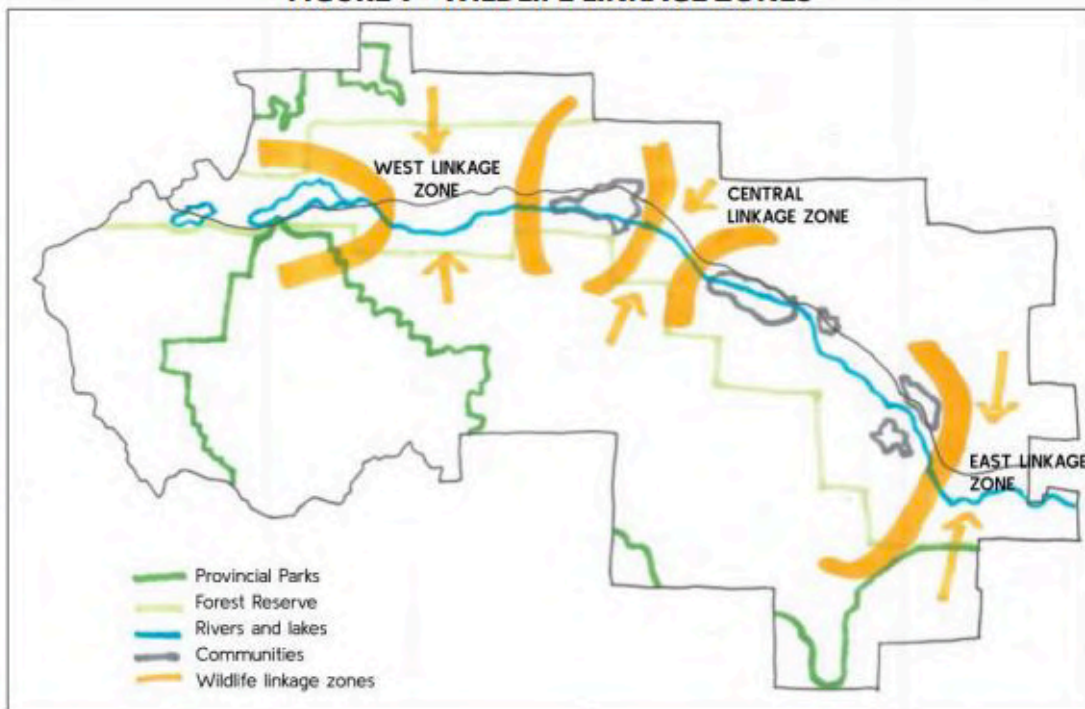 WEST LINKAGE
ZONE
CENTRAL
LINKAGE ZONE
EAST LINKAGE
ZONE
Provincial Parks
Forest Reserve
Rivers and lakes
Communities
Wildlife linkage zones